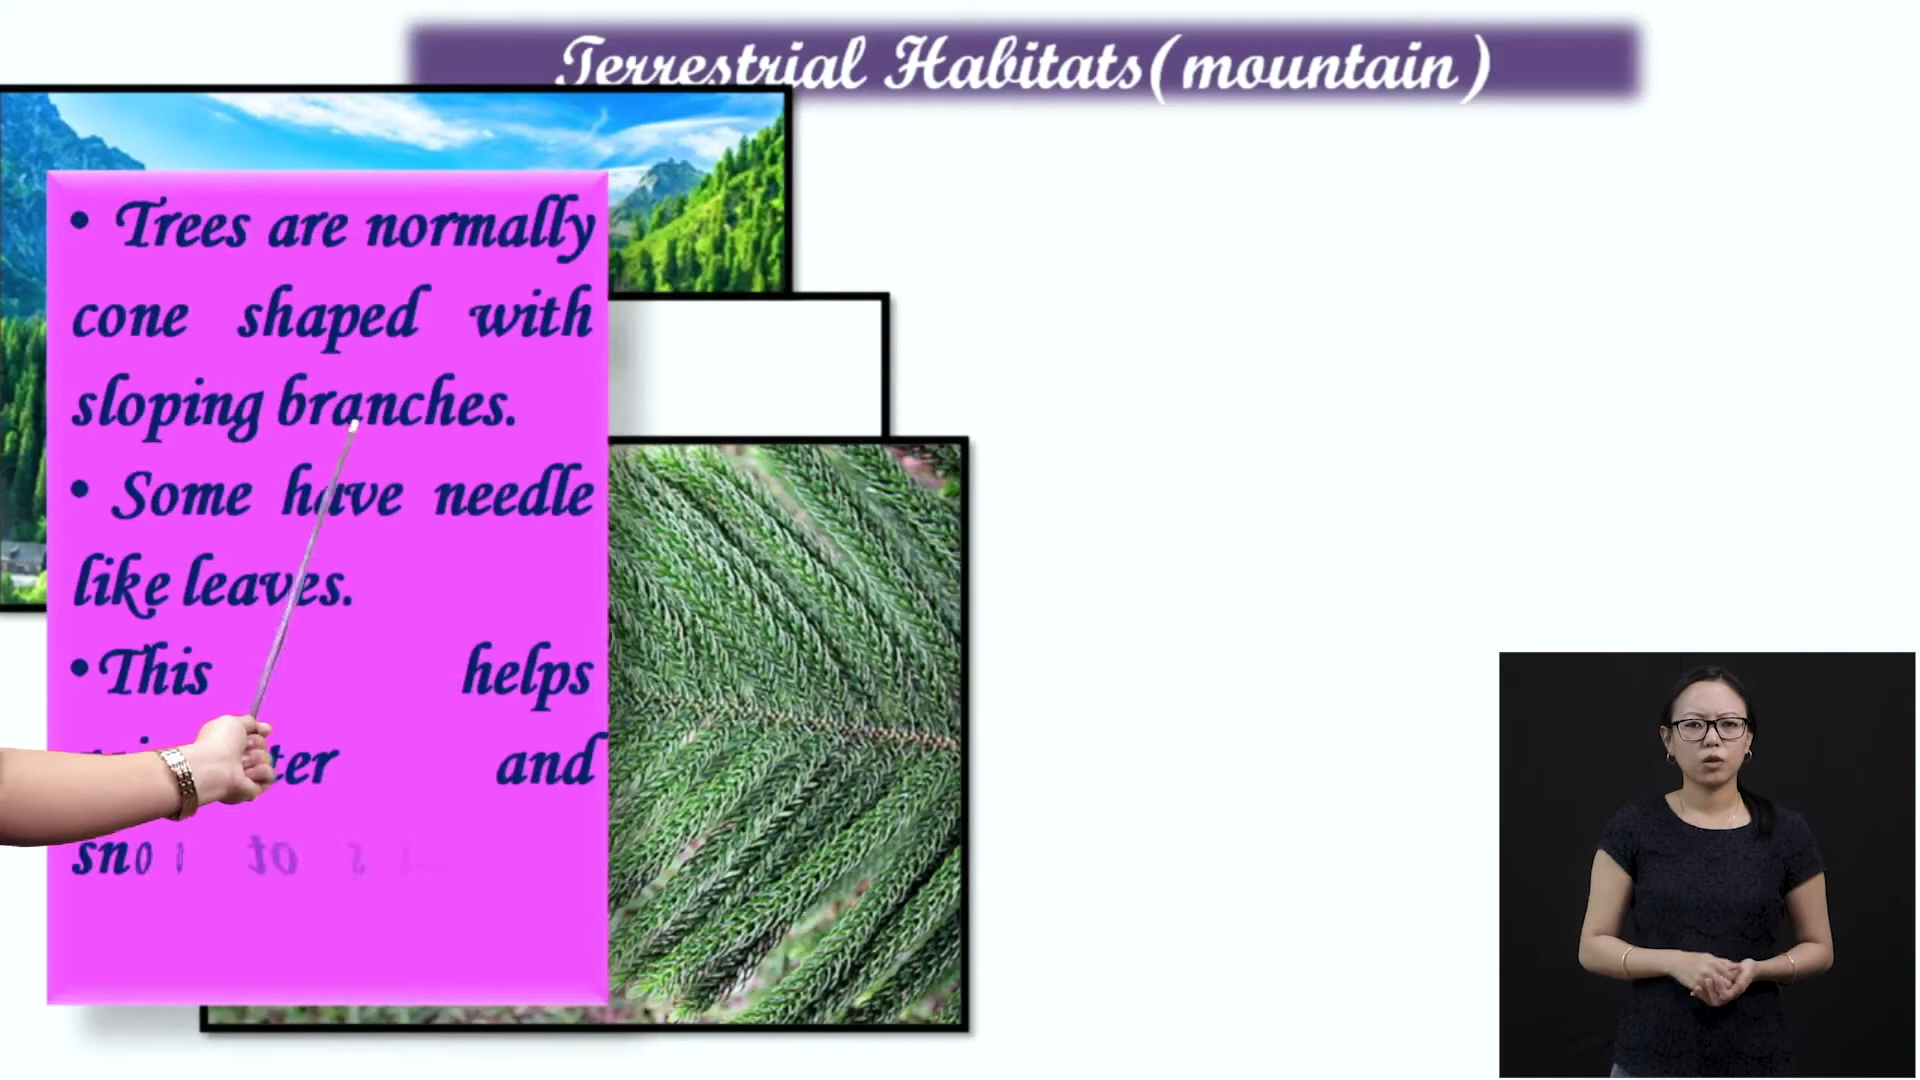 Terrestrial Habitats(mountain)
• Trees are normally
cone shaped with
sloping branches.
• Some have needle
like leaves.
•This helps
and